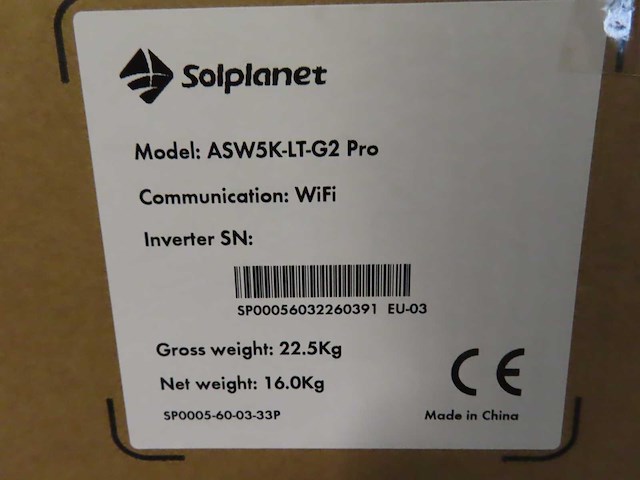 Solplanet
Model: ASW5K-LT-G2 Pro
Communication: WiFi
Inverter SN:
SP00056032260391 EU-03
Gross weight: 22.5Kg
Net weight: 16.0Kg
CE
SP0005-60-03-33P
Made in China